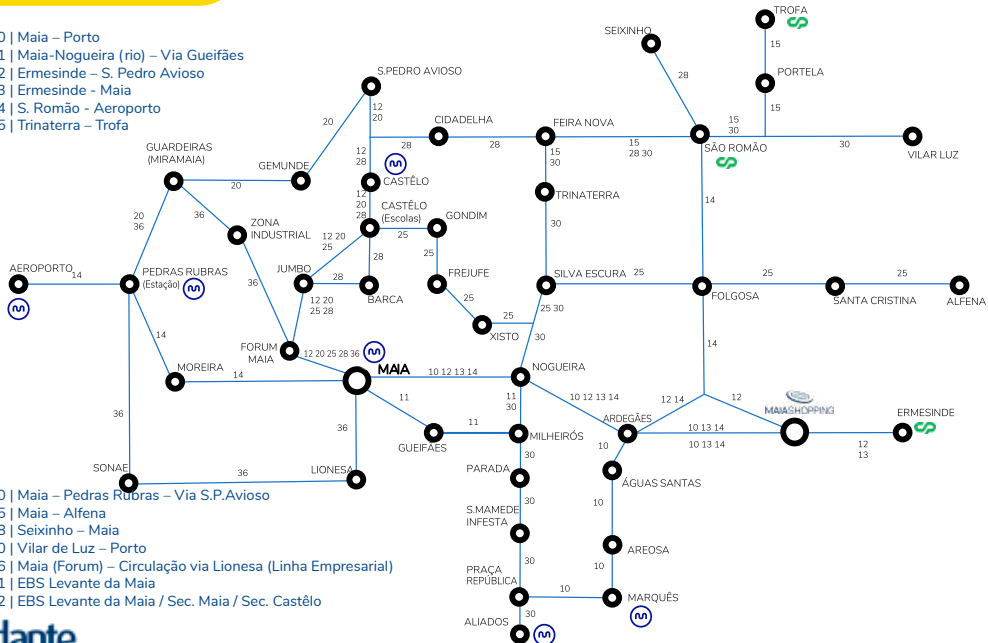 0 | Maia – Porto
1 | Maia-Nogueira (rio) – Via Gueifães
2 | Ermesinde – S. Pedro Avioso
3 | Ermesinde - Maia
4 | S. Romão - Aeroporto
5 | Trinaterra – Trofa
TROFA
SEIXINHO
15
S.PEDRO AVIOSO
28
PORTELA
12
20
15
20
CIDADELHA
FEIRA NOVA
15
30
GUARDEIRAS
(MIRAMAIA)
28
28
15
28 30
SÃO ROMÃO
30
VILAR LUZ
GEMUNDE
12
28
15
30
20
CASTÊLO
TRINATERRA
12
20
28
14
20
36
36
CASTÊLO
(Escolas)
GONDIM
ZONA
INDUSTRIAL
12 20
25
25
30
25
28
AEROPORTO
14
PEDRAS RUBRAS
(Estação)
JUMBO
28
FREJUFE
SILVA ESCURA
25
25
25
36
BARCA
FOLGOSA
SANTA CRISTINA
ALFENA
12 20
25 28
25
25
25 30
XISTO
30
14
14
FORUM
MAIA
12 20 25 28 36
MAIA
10 12 13 14
NOGUEIRA
MOREIRA
14
11
11
30
10 12 13 14
12 14
12
MAIASHOPPING
36
36
GUEIFÃES
11
MILHEIRÓS
ARDEGÃES
10 13 14
10 13 14
ERMESINDE
12
13
10
30
SONAE
36
LIONESA
PARADA
ÁGUAS SANTAS
30
10
S.MAMEDE
INFESTA
AREOSA
30
10
PRAÇA
REPÚBLICA
10
MARQUÊS
30
ALIADOS
0 | Maia – Pedras Rubras – Via S.P.Avioso
5 | Maia – Alfena
8 | Seixinho – Maia
0 | Vilar de Luz – Porto
6 | Maia (Forum) – Circulação via Lionesa (Linha Empresarial)
1 | EBS Levante da Maia
2 | EBS Levante da Maia / Sec. Maia / Sec. Castêlo